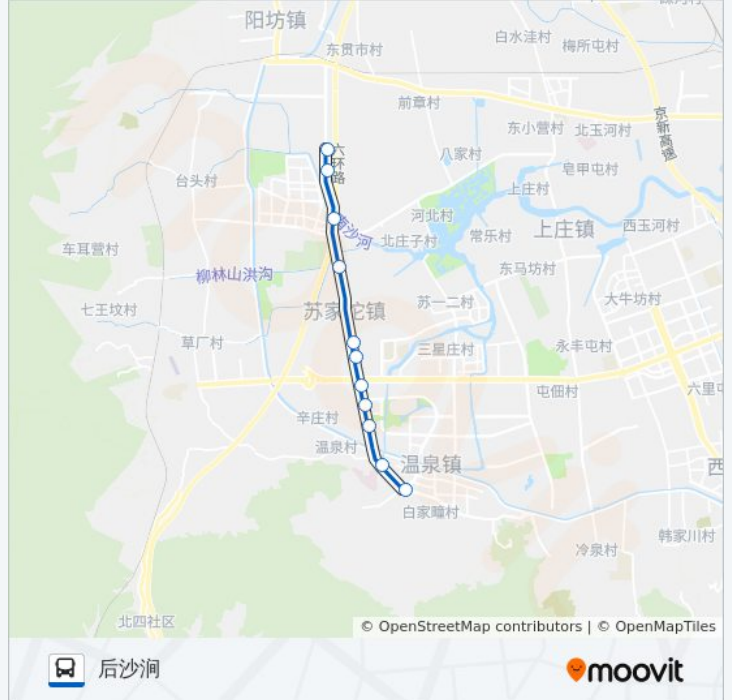 阳坊镇
东贯村市
白水洼村
梅所屯村
前章村
京新高速
东小营村
北玉河村
六环路
八家村
皂甲屯村
台头村
上庄村
河北村
南沙河
北庄子村
常乐村
上庄镇
西玉河村
车耳营村
柳林山洪沟
东马坊村
七王坟村
苏家坨镇
苏一二村
大牛坊村
草厂村
三星庄村
永丰屯村
屯佃村
六里屯
辛庄村
温泉村
温泉镇
西
白家疃村
韩家川村
冷泉村
北四社区
© OpenStreetMap contributors | © OpenMapTiles
后沙涧
moovit